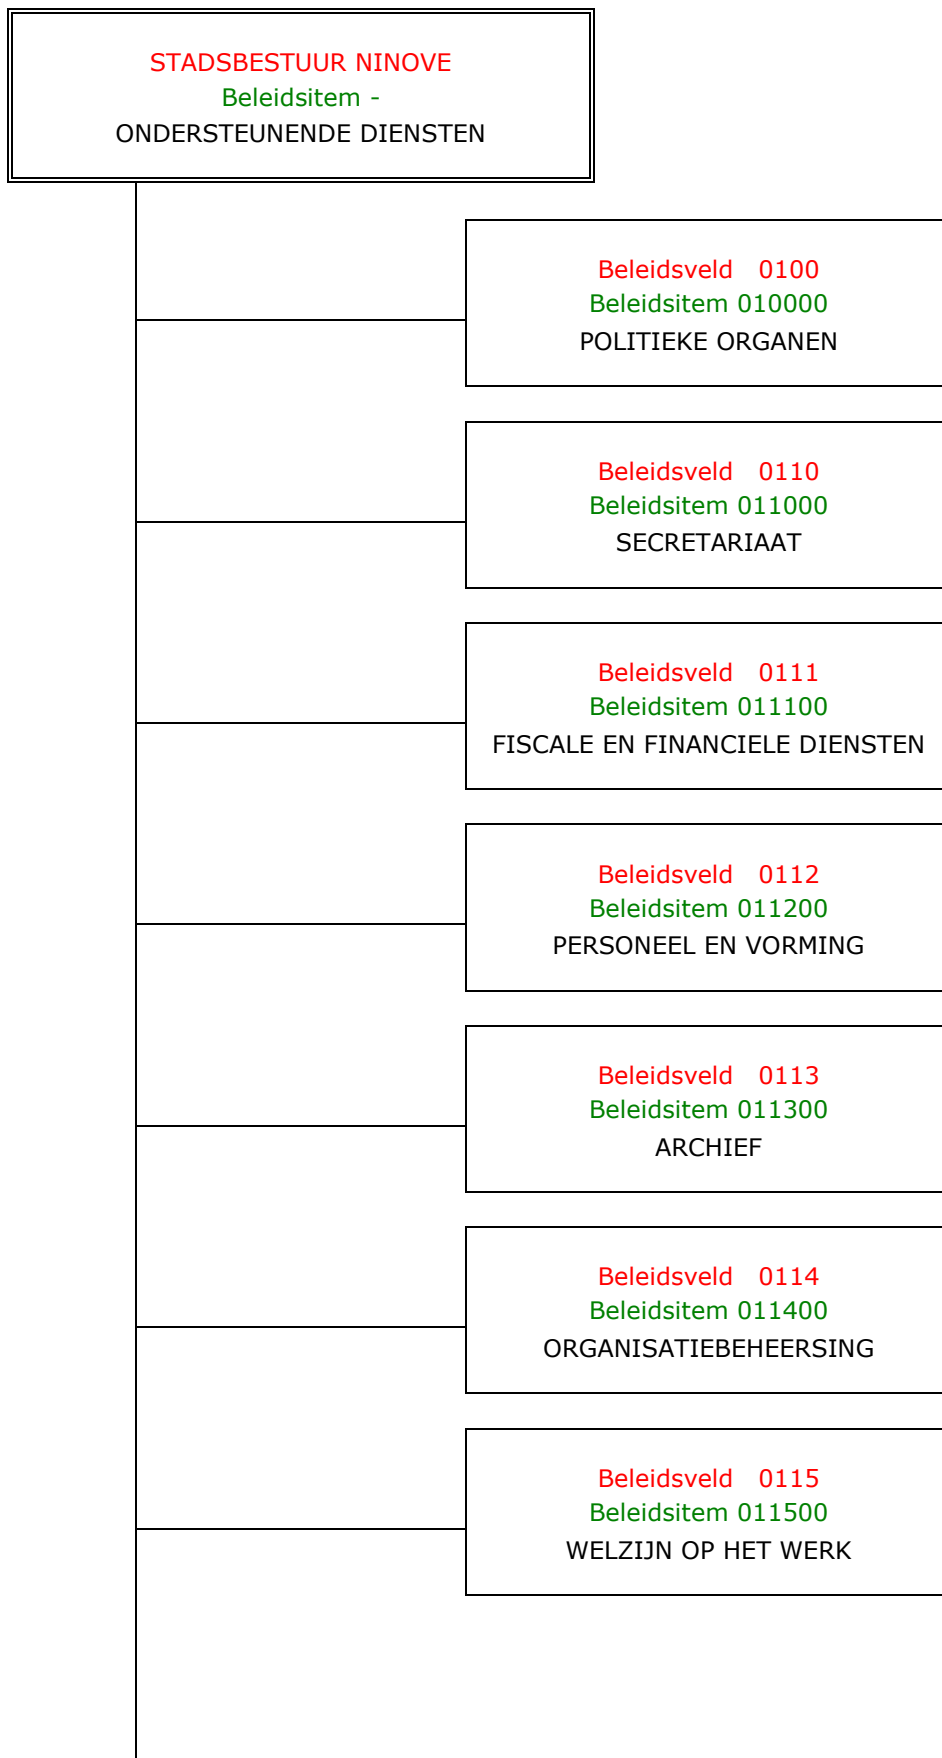 STADSBESTUUR NINOVE
Beleidsitem -
ONDERSTEUNENDE DIENSTEN
Beleidsveld 0100
Beleidsitem 010000
POLITIEKE ORGANEN
Beleidsveld 0110
Beleidsitem 011000
SECRETARIAAT
Beleidsveld 0111
Beleidsitem 011100
FISCALE EN FINANCIELE DIENSTEN
Beleidsveld 0112
Beleidsitem 011200
PERSONEEL EN VORMING
Beleidsveld 0113
Beleidsitem 011300
ARCHIEF
Beleidsveld 0114
Beleidsitem 011400
ORGANISATIEBEHEERSING
Beleidsveld 0115
Beleidsitem 011500
WELZIJN OP HET WERK